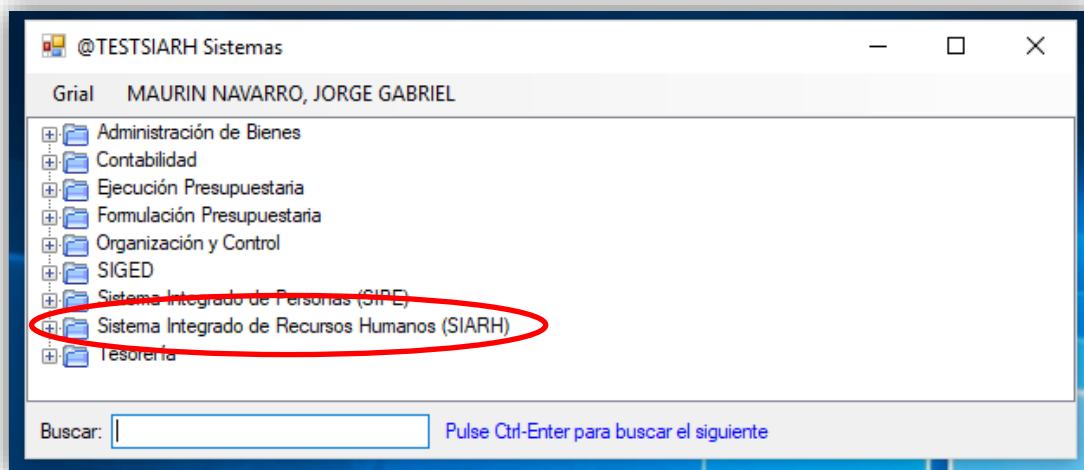 @TESTSIARH Sistemas
Grial MAURIN NAVARRO, JORGE GABRIEL
Administración de Bienes
Contabilidad
Ejecución Presupuestaria
Formulación Presupuestaria
Organización y Control
SIGED
Sistema Integrado de Personas (SIPE)
Sistema Integrado de Recursos Humanos (SIARH)
Tesorería
Buscar: Pulse Ctrl-Enter para buscar el siguiente